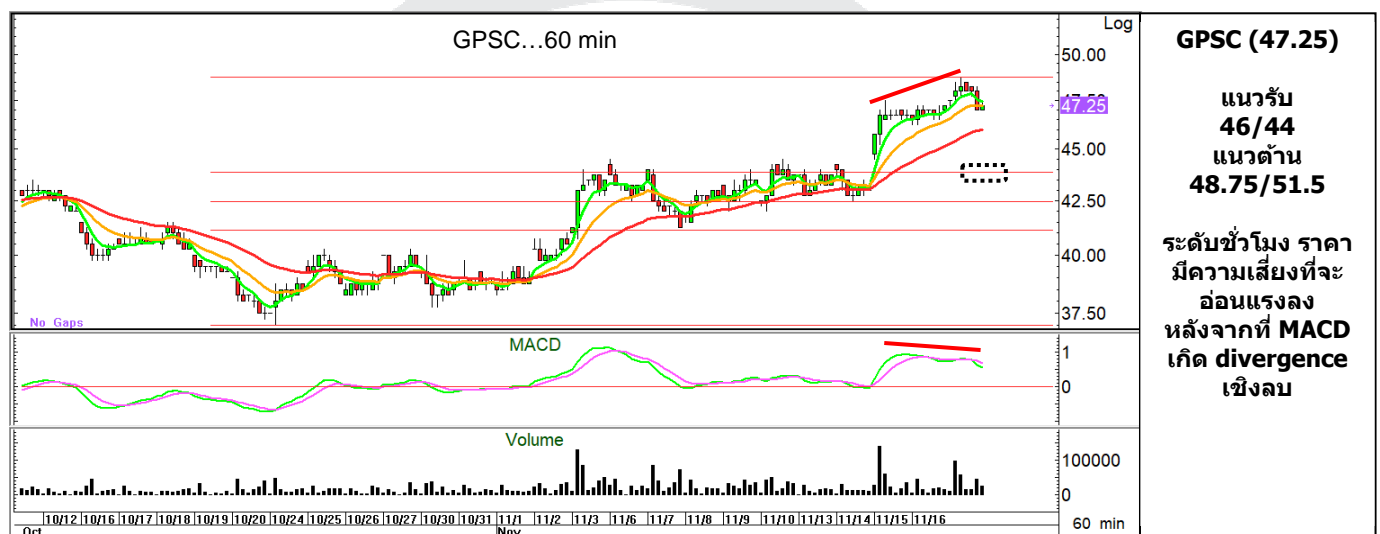 GPSC…60 min
Log
50.00
47.25
45.00
42.50
40.00
37.50
No Gaps
MACD
1
0
Volume
100000
0
10/12 10/16 10/17 10/18 10/19 10/20 10/24 10/25 10/26 10/27 10/30 10/31 11/1 11/2 11/3 11/6 11/7 11/8 11/9 11/10 11/13 11/14 11/15 11/16
Oct Nov
60 min
GPSC (47.25)
แนวรับ
46/44
แนวต้าน
48.75/51.5
ระดับชั่วโมง ราคา
มีความเสี่ยงที่จะ
อ่อนแรงลง
หลังจากที่ MACD
เกิด divergence
เชิงลบ